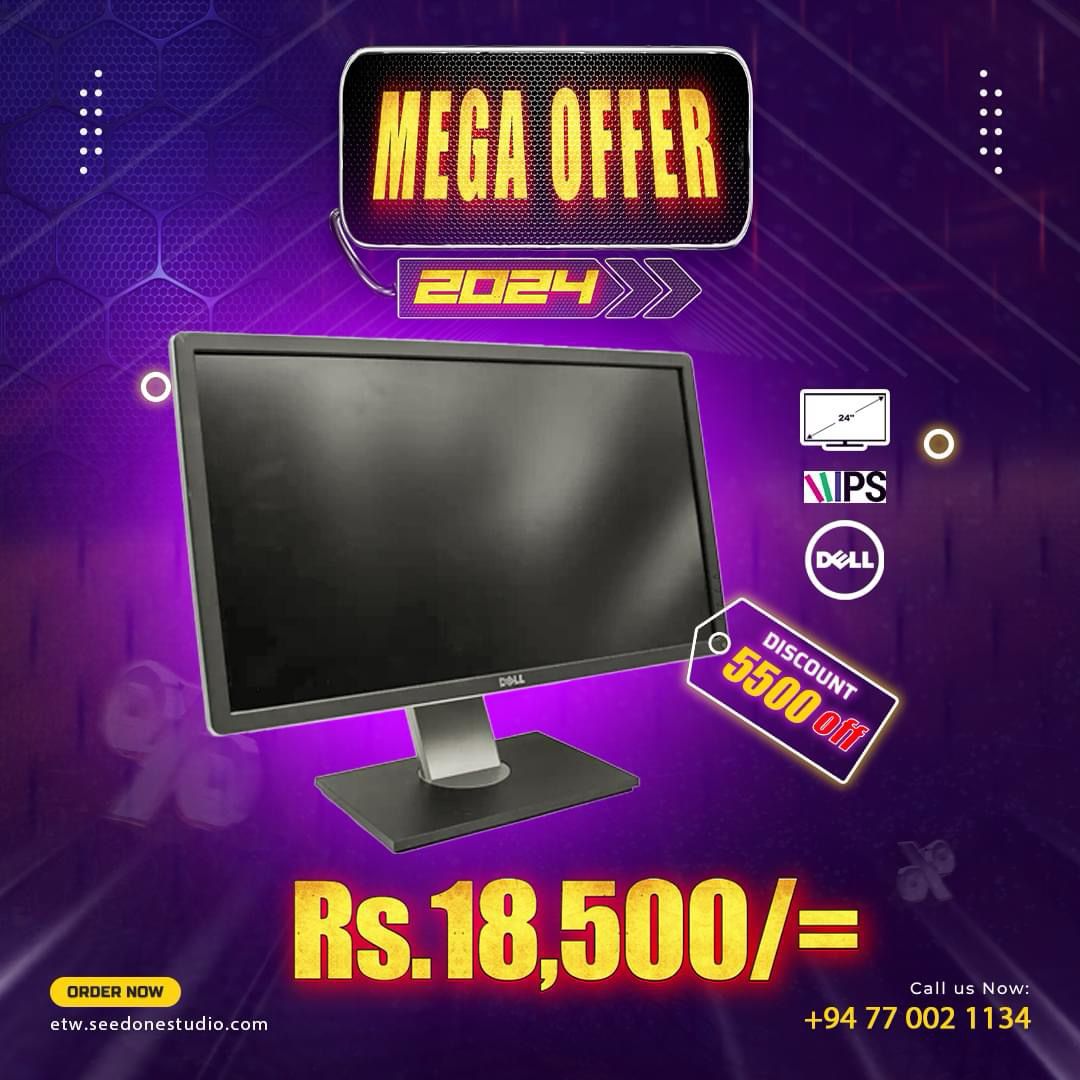 MEGA OFFER
2024
24"
IPS
DELL
DELL
DISCOUNT
5500 off
Rs.18,500/=
ORDER NOW
etw.seedonestudio.com
Call us Now:
+94 77 002 1134